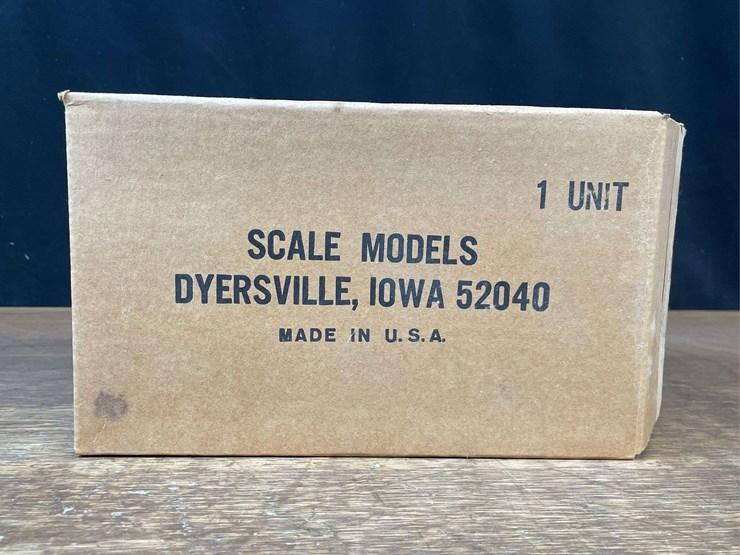 1 UNIT
SCALE MODELS
DYERSVILLE, IOWA 52040
MADE IN U.S.A.